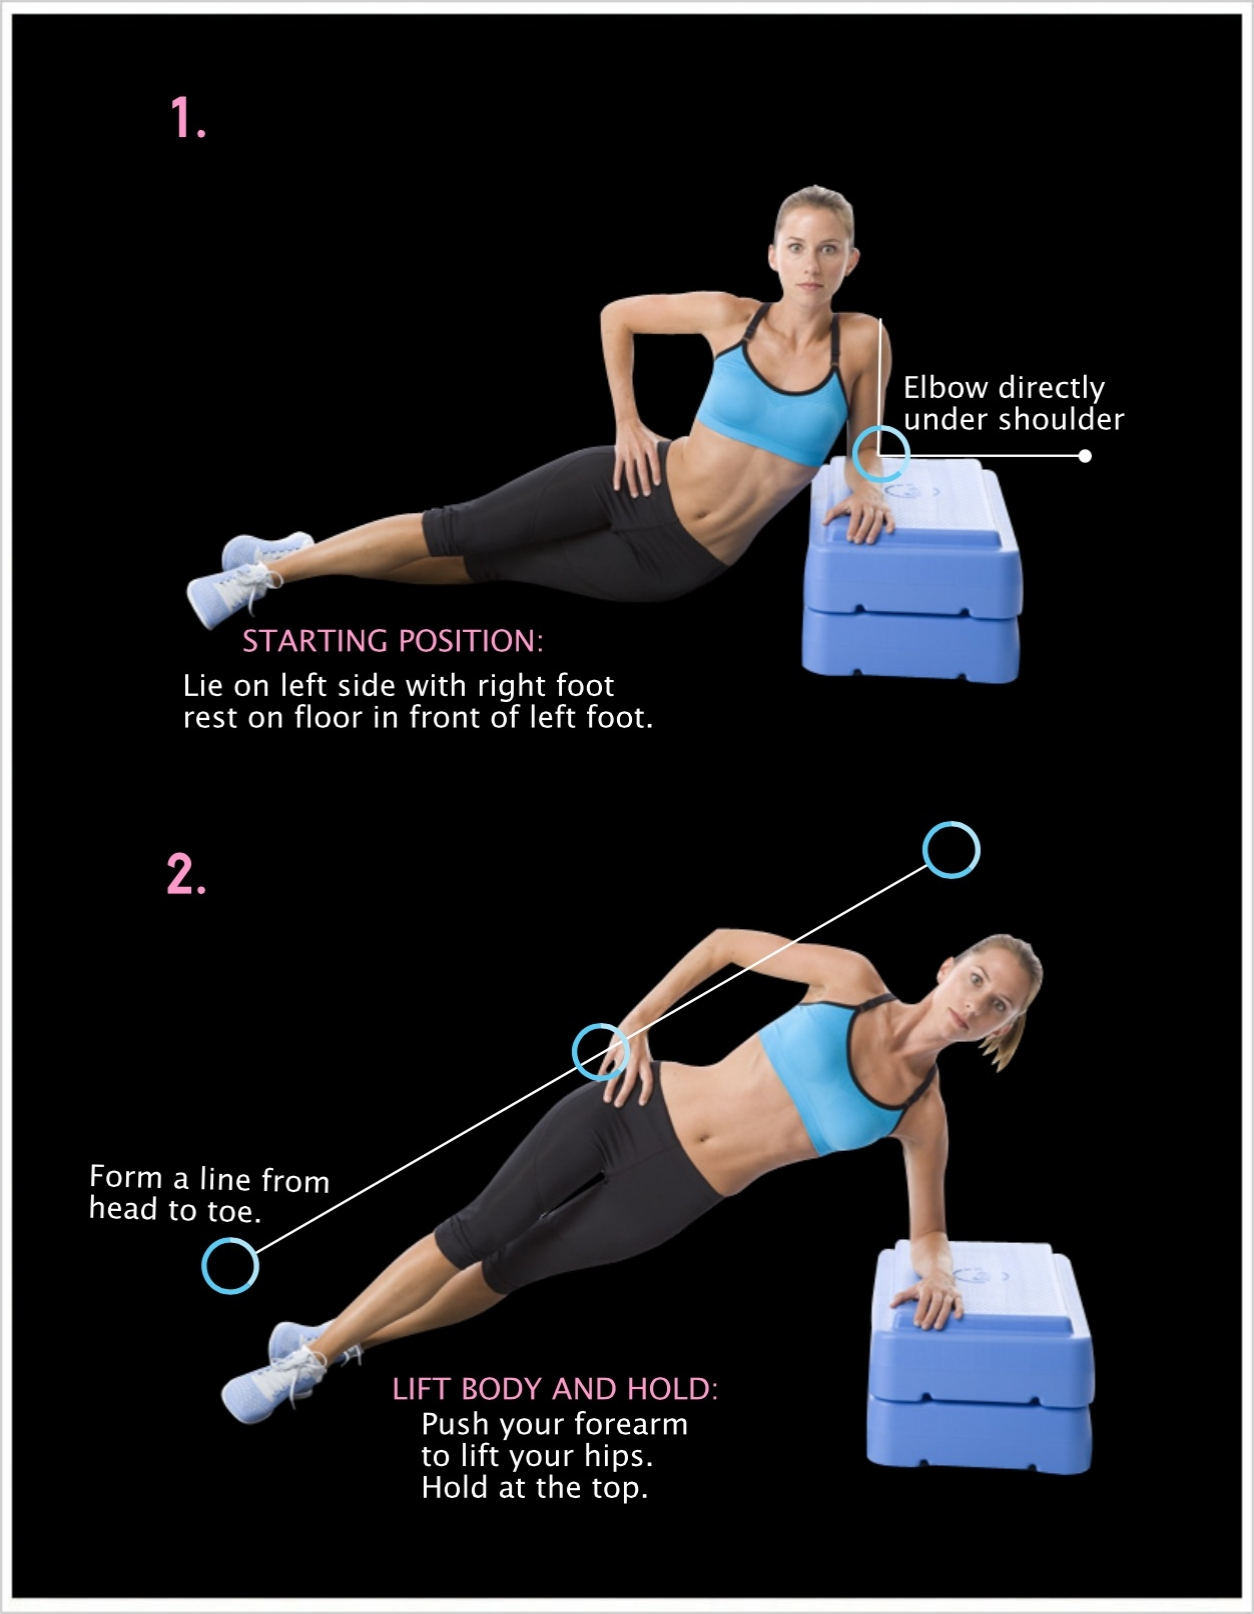 1.
Elbow directly
under shoulder
STARTING POSITION:
Lie on left side with right foot
rest on floor in front of left foot.
2.
Form a line from
head to toe.
LIFT BODY AND HOLD:
Push your forearm
to lift your hips.
Hold at the top.